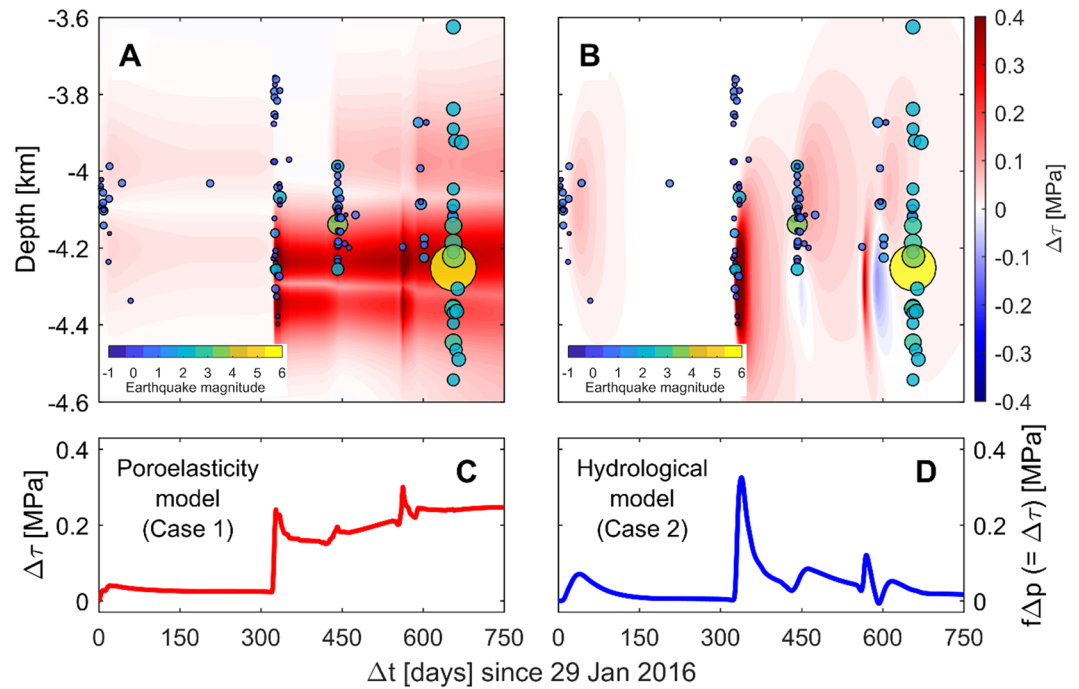 A
B
-3.6
-3.8
-4
-4.2
-4.4
-4.6
Depth [km]
-1 0 1 2 3 4 5 6
Earthquake magnitude
-1 0 1 2 3 4 5 6
Earthquake magnitude
0.4
0.3
0.2
0.1
0
-0.1
-0.2
-0.3
-0.4
Δτ [MPa]
0.4
0.2
0
Δτ [MPa]
Poroelasticity
model
(Case 1)
C
Hydrological
model
(Case 2)
D
0.4
0.2
0
fΔp (= Δτ) [MPa]
0 150 300 450 600 750
0 150 300 450 600 750
Δt [days] since 29 Jan 2016